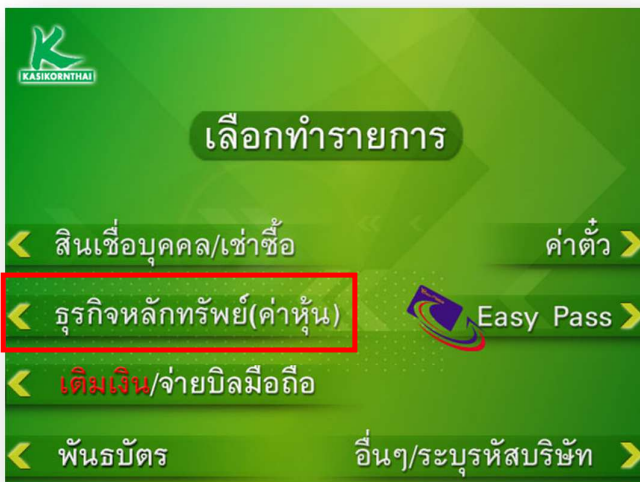 KASIKORNTHAI
เลือกทำรายการ
สินเชื่อบุคคล/เช่าซื้อ
ค่าตั๋ว
ธุรกิจหลักทรัพย์(ค่าหุ้น)
Easy Pass
เติมเงิน/จ่ายบิลมือถือ
พันธบัตร
อื่นๆ/ระบุรหัสบริษัท